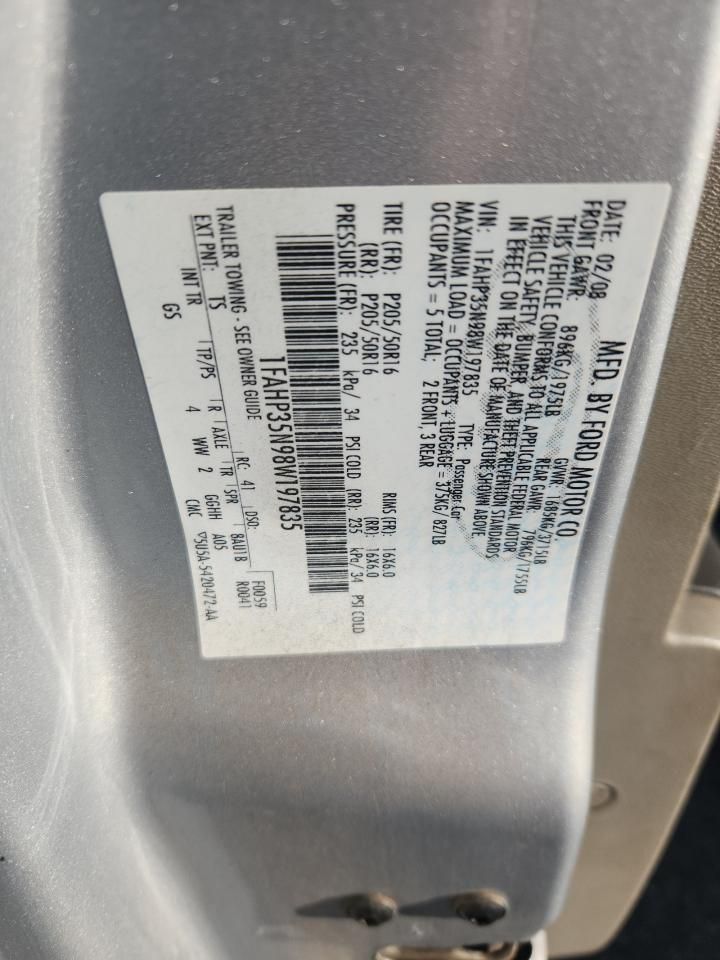 MFD. BY FORD MOTOR CO.
DATE: 02/08 GVWR: 1685KG/3715LB
FRONT GAWR: 896KG/1975LB REAR GAWR: 796KG/1755LB
THIS VEHICLE CONFORMS TO ALL APPLICABLE FEDERAL MOTOR
VEHICLE SAFETY, BUMPER, AND THEFT PREVENTION STANDARDS
IN EFFECT ON THE DATE OF MANUFACTURE SHOWN ABOVE.
VIN: 1FAHP35N98W197835 TYPE: Passenger Car
MAXIMUM LOAD = OCCUPANTS + LUGGAGE = 375KG/827LB
OCCUPANTS = 5 TOTAL; 2 FRONT, 3 REAR
TIRE (FR): P205/50R16 RIMS (FR): 16X6.0
(RR): P205/50R16 (RR): 16X6.0
PRESSURE (FR): 235 kPa/ 34 PSI COLD (RR): 235 kPa/ 34 PSI COLD
1FAHP35N98W197835
TRAILER TOWING - SEE OWNER GUIDE F0059
EXT PNT: TS RC: 41 DSO: R0041
INT TR TP/PS R AXLE TR SPR 8AU1B
GS 4 WW 2 GGHH A05
CMC 5U5A-5420472-AA